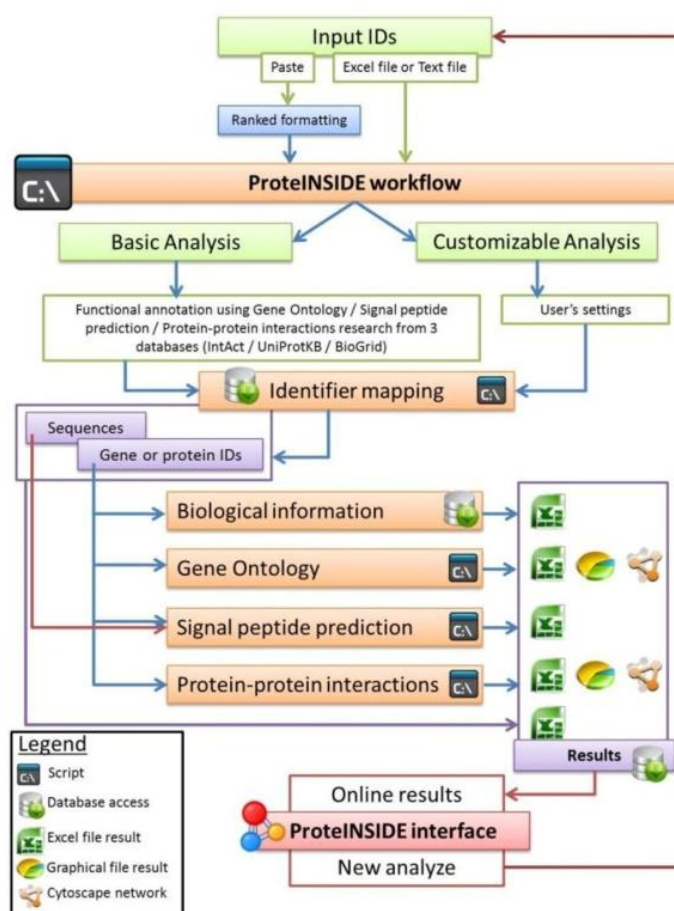 Input IDs
Paste
Excel file or Text file
Ranked formatting
C:\
ProteINSIDE workflow
Basic Analysis
Customizable Analysis
Functional annotation using Gene Ontology / Signal peptide
prediction / Protein-protein interactions research from 3
databases (IntAct / UniProtKB / BioGrid)
User's settings
Identifier mapping
C:\
Sequences
Gene or protein IDs
Biological information
Gene Ontology
C:\
Signal peptide prediction
C:\
Protein-protein interactions
C:\
Results
Legend
C:\
Script
Database access
Excel file result
Graphical file result
Cytoscape network
Online results
ProteINSIDE interface
New analyze